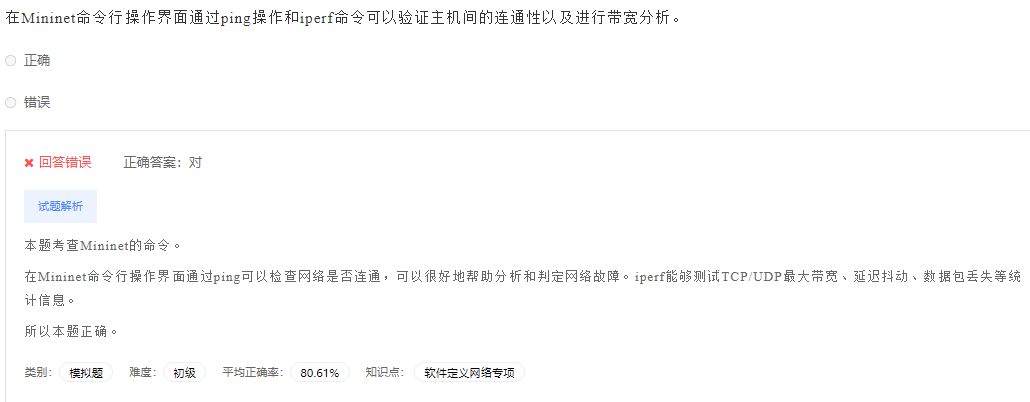 在Mininet命令行操作界面通过ping操作和iperf命令可以验证主机间的连通性以及进行带宽分析。
正确
错误
回答错误 正确答案：对
试题解析
本题考查Mininet的命令。
在Mininet命令行操作界面通过ping可以检查网络是否连通，可以很好地帮助分析和判定网络故障。iperf能够测试TCP/UDP最大带宽、延迟抖动、数据包丢失等统
计信息。
所以本题正确。
类别： 模拟题 难度： 初级 平均正确率： 80.61% 知识点： 软件定义网络专项